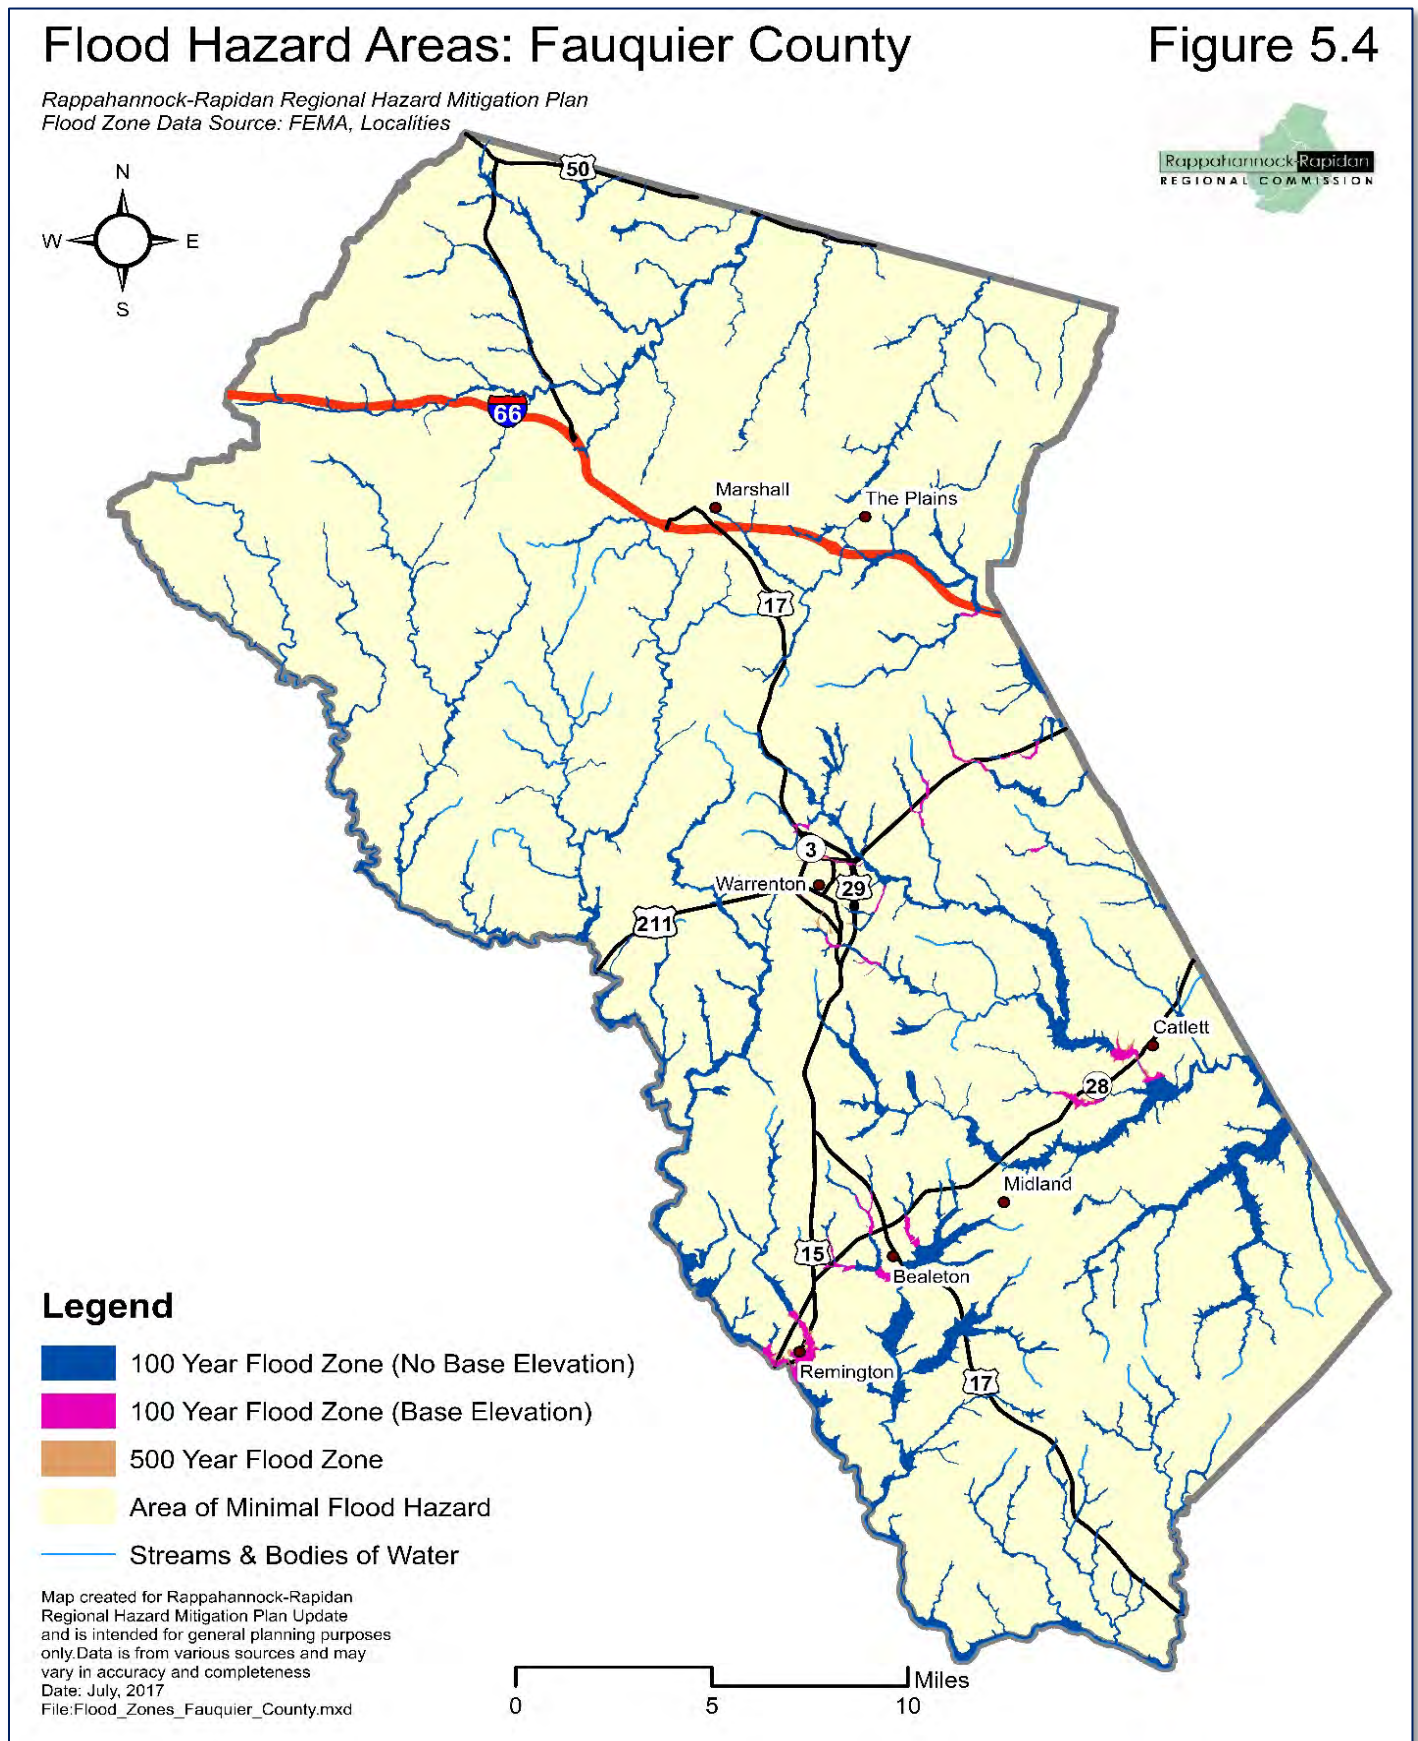 Flood Hazard Areas: Fauquier County
Figure 5.4
Rappahannock-Rapidan Regional Hazard Mitigation Plan
Flood Zone Data Source: FEMA, Localities
Rappahannock-Rapidan
REGIONAL COMMISSION
N
W E
S
50
66
Marshall
The Plains
17
3
Warrenton
29
211
Catlett
28
Midland
15
Bealeton
Remington
17
Legend
100 Year Flood Zone (No Base Elevation)
100 Year Flood Zone (Base Elevation)
500 Year Flood Zone
Area of Minimal Flood Hazard
Streams & Bodies of Water
Map created for Rappahannock-Rapidan
Regional Hazard Mitigation Plan Update
and is intended for general planning purposes
only.Data is from various sources and may
vary in accuracy and completeness
Date: July, 2017
File:Flood_Zones_Fauquier_County.mxd
Miles
0 5 10